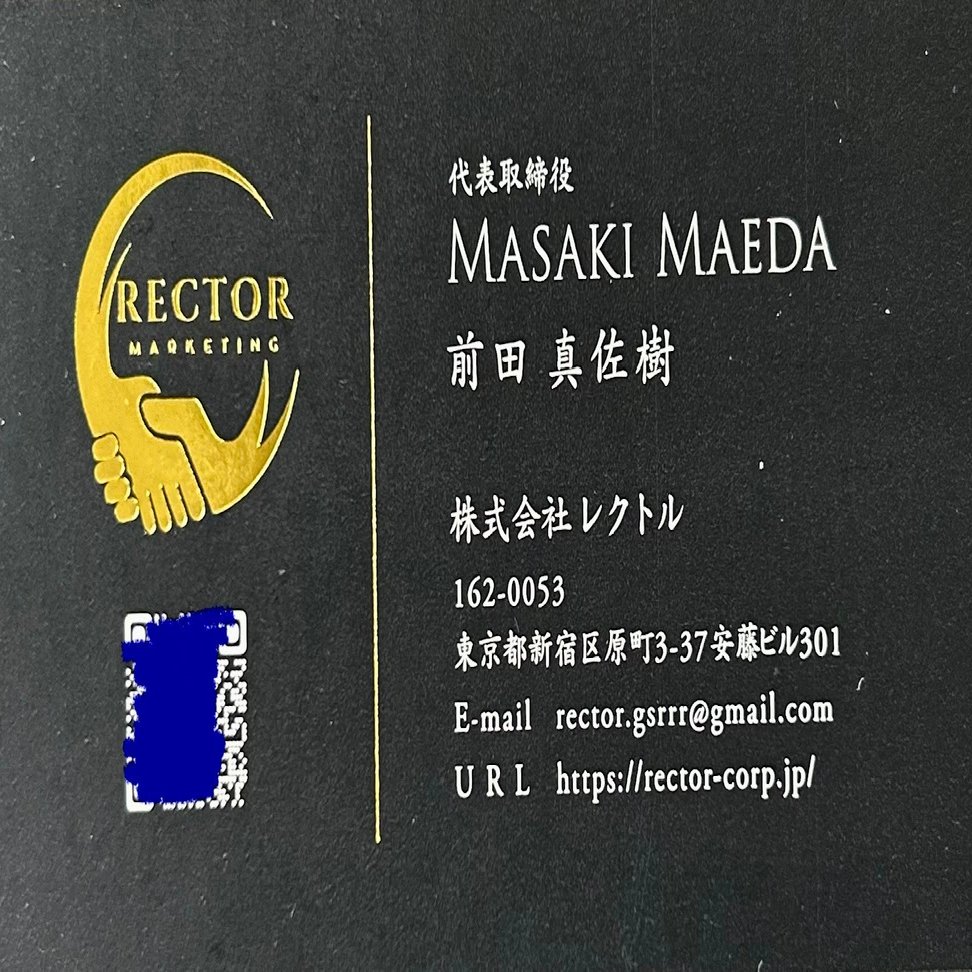 RECTOR
MARKETING
代表取締役
MASAKI MAEDA
前田 真佐樹
株式会社レクトル
162-0053
東京都新宿区原町3-37安藤ビル301
E-mail rector.gsrrr@gmail.com
URL https://rector-corp.jp/